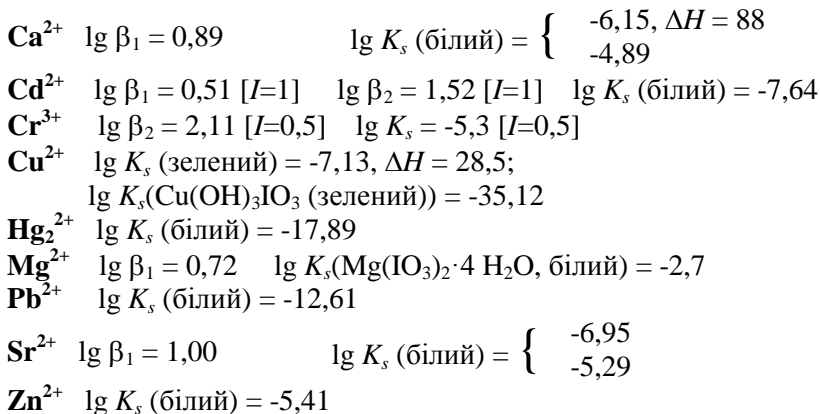 Ca²⁺ lg β₁ = 0,89 lg Kₛ (білий) = { -6,15, ΔH = 88
-4,89
Cd²⁺ lg β₁ = 0,51 [I=1] lg β₂ = 1,52 [I=1] lg Kₛ (білий) = -7,64
Cr³⁺ lg β₂ = 2,11 [I=0,5] lg Kₛ = -5,3 [I=0,5]
Cu²⁺ lg Kₛ (зелений) = -7,13, ΔH = 28,5;
lg Kₛ(Cu(OH)₃IO₃ (зелений)) = -35,12
Hg₂²⁺ lg Kₛ (білий) = -17,89
Mg²⁺ lg β₁ = 0,72 lg Kₛ(Mg(IO₃)₂·4 H₂O, білий) = -2,7
Pb²⁺ lg Kₛ (білий) = -12,61
Sr²⁺ lg β₁ = 1,00 lg Kₛ (білий) = { -6,95
-5,29
Zn²⁺ lg Kₛ (білий) = -5,41